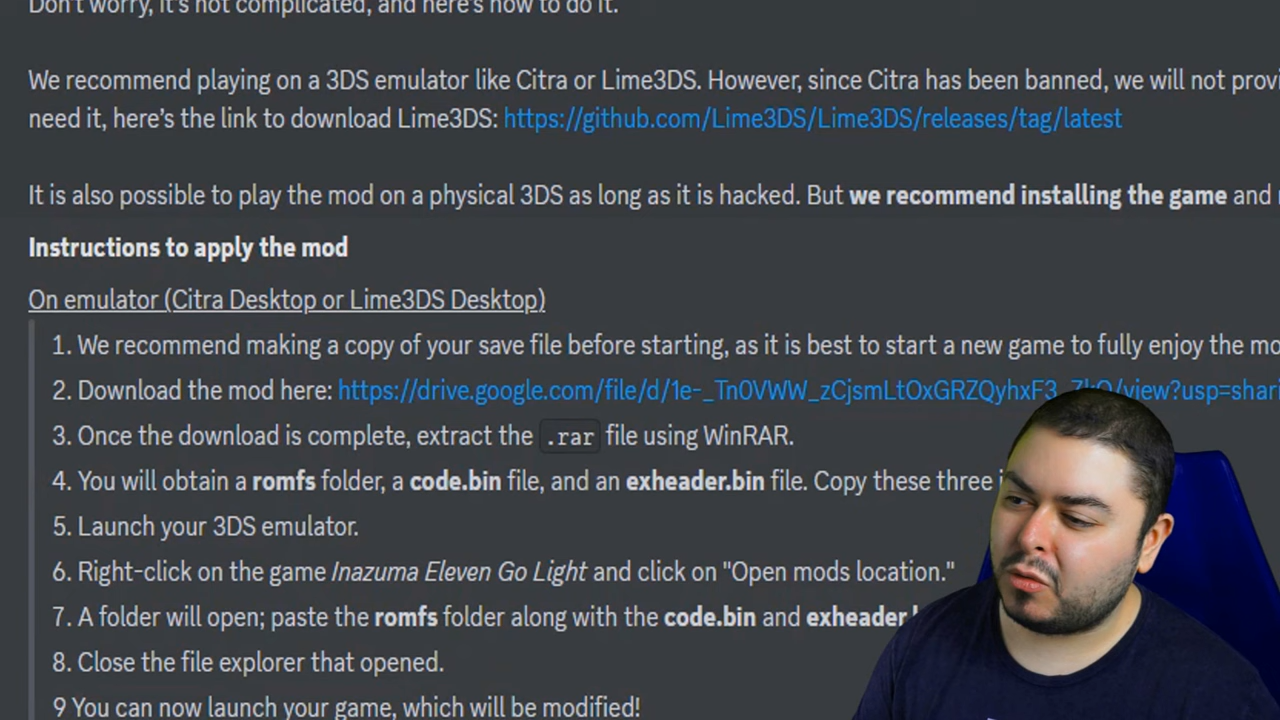 Don't worry, it's not complicated, and here's how to do it.
We recommend playing on a 3DS emulator like Citra or Lime3DS. However, since Citra has been banned, we will not provi
need it, here's the link to download Lime3DS: https://github.com/Lime3DS/Lime3DS/releases/tag/latest
It is also possible to play the mod on a physical 3DS as long as it is hacked. But we recommend installing the game and
Instructions to apply the mod
On emulator (Citra Desktop or Lime3DS Desktop)
1. We recommend making a copy of your save file before starting, as it is best to start a new game to fully enjoy the mo
2. Download the mod here: https://drive.google.com/file/d/1e-_Tn0VWW_zCjsmLtOxGRZQyhxF3_ZkQ/view?usp=shari
3. Once the download is complete, extract the .rar file using WinRAR.
4. You will obtain a romfs folder, a code.bin file, and an exheader.bin file. Copy these three
5. Launch your 3DS emulator.
6. Right-click on the game Inazuma Eleven Go Light and click on "Open mods location."
7. A folder will open; paste the romfs folder along with the code.bin and exheader
8. Close the file explorer that opened.
9 You can now launch your game, which will be modified!